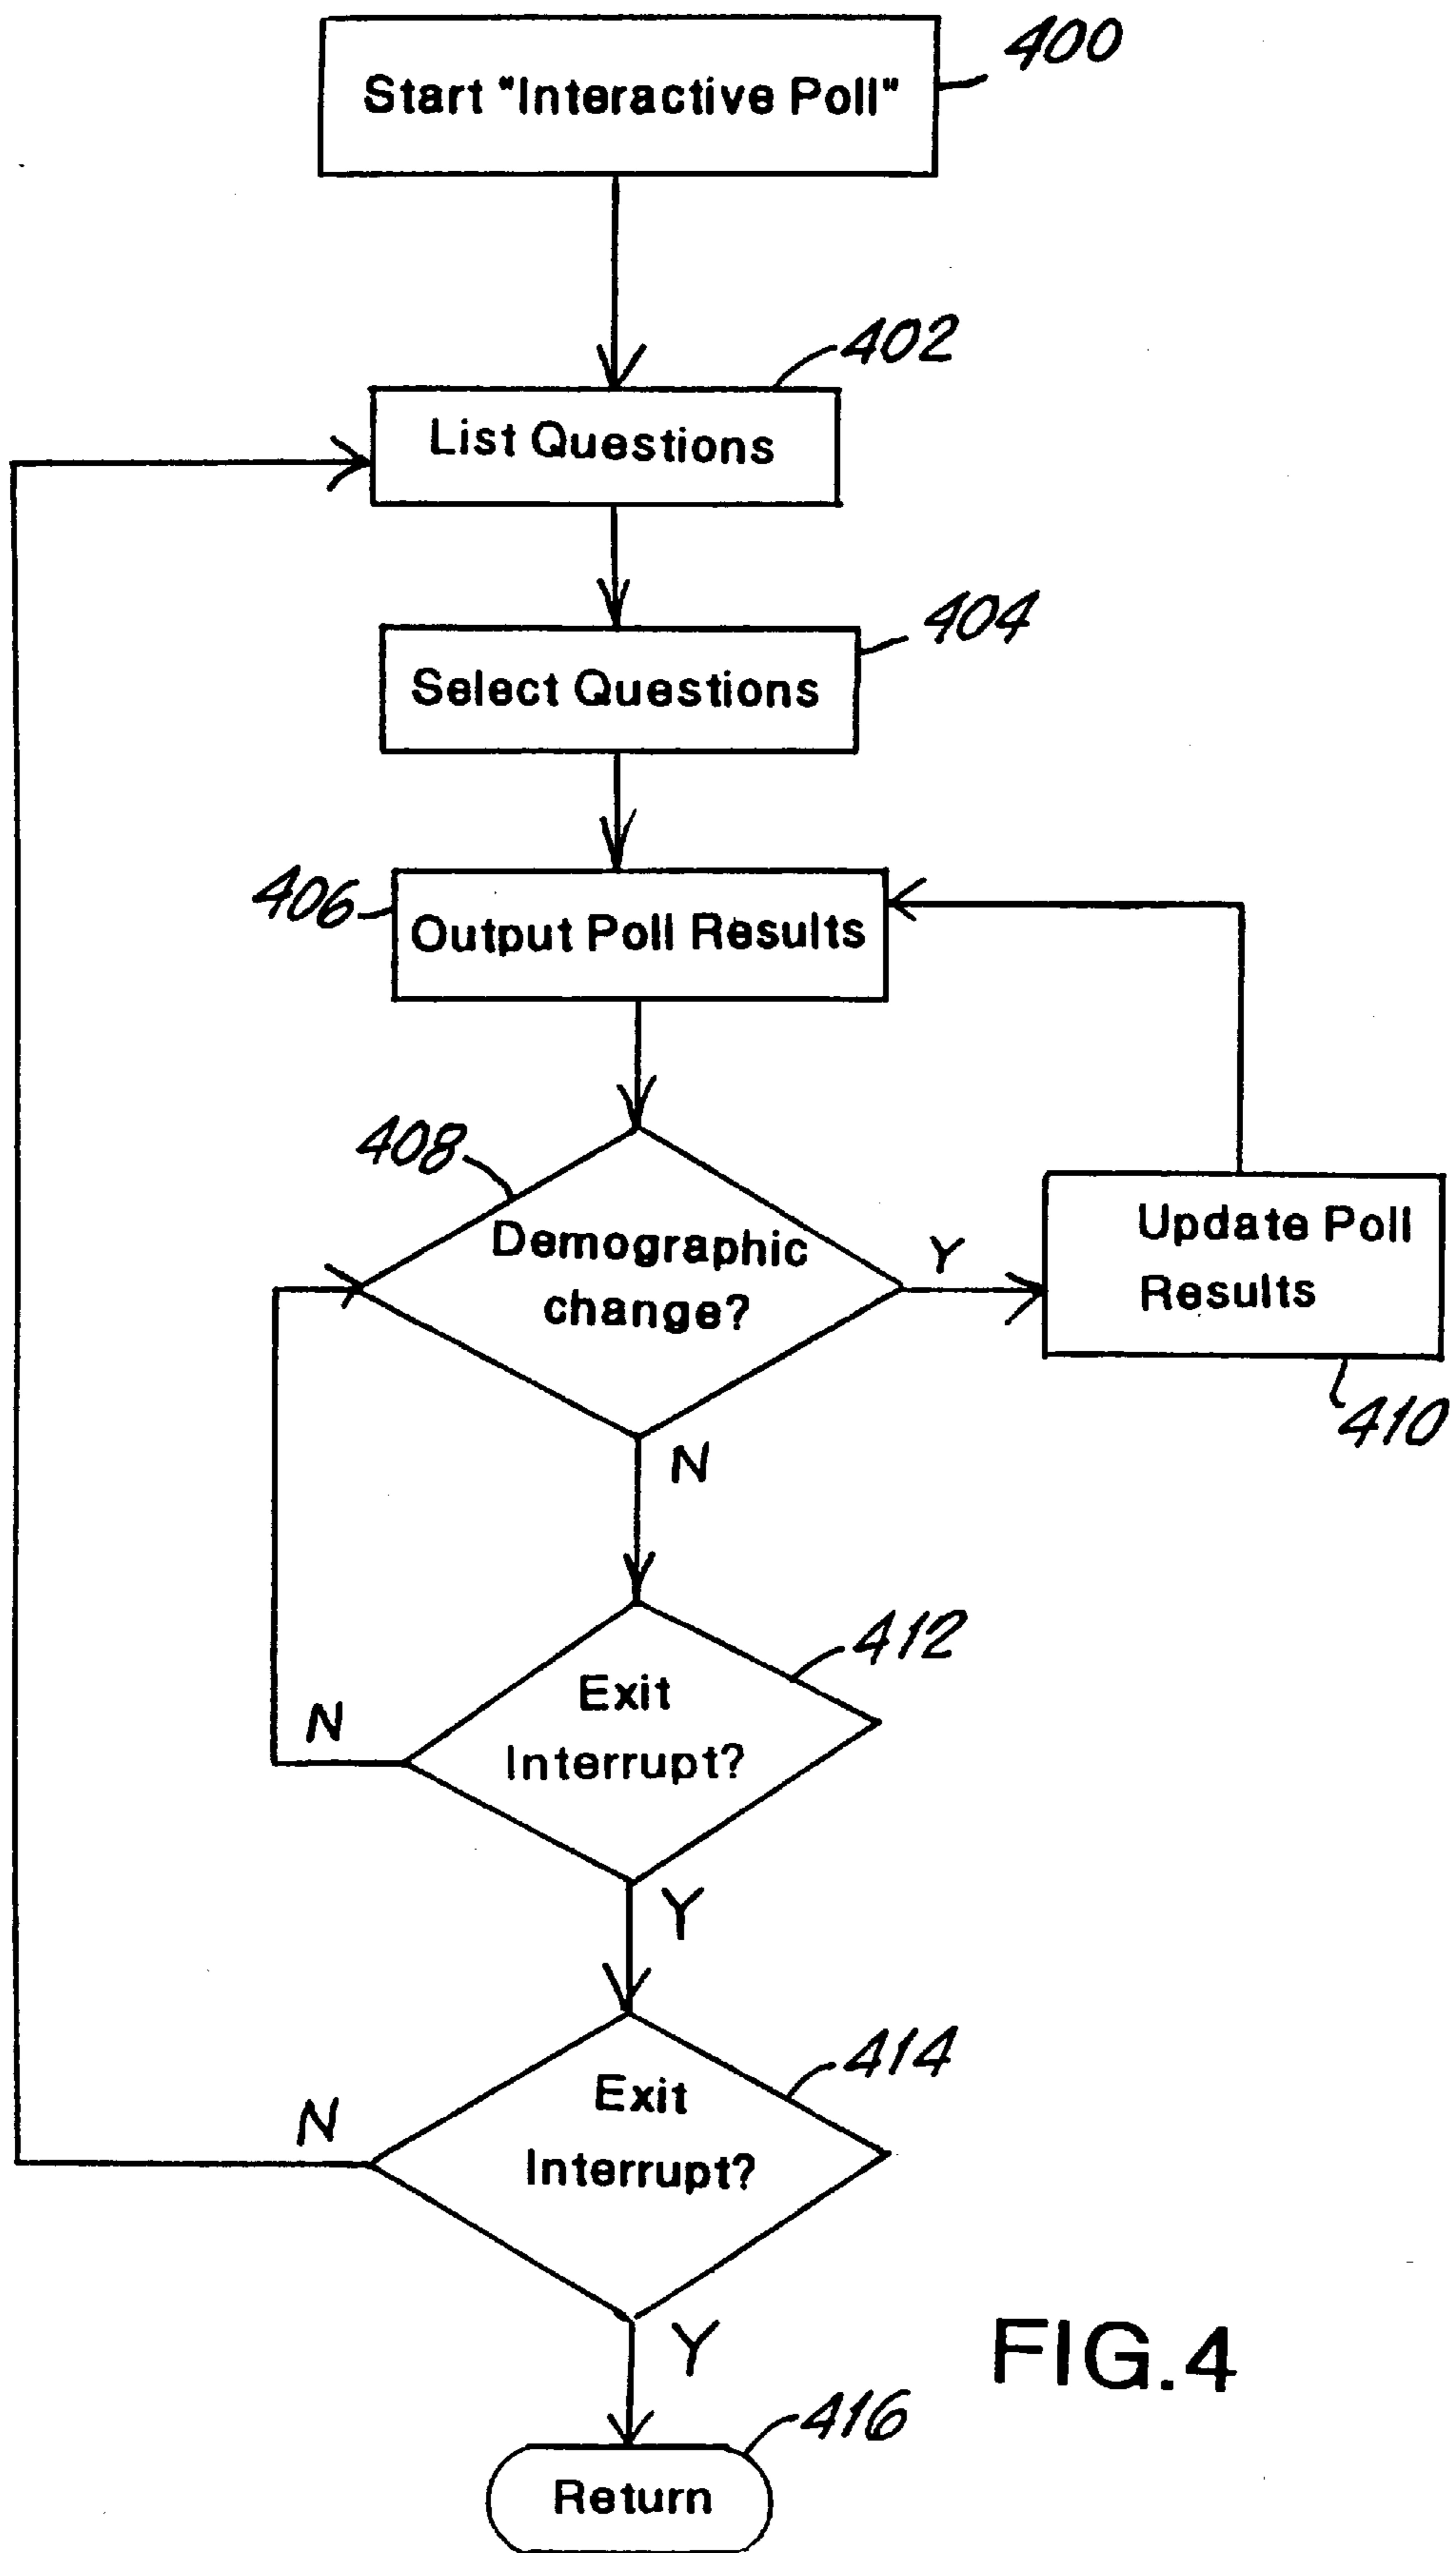 400
Start "Interactive Poll"
402
List Questions
404
Select Questions
406
Output Poll Results
408
Demographic
change?
Y
Update Poll
Results
410
N
412
Exit
Interrupt?
N
Y
414
Exit
Interrupt?
N
Y
FIG.4
416
Return